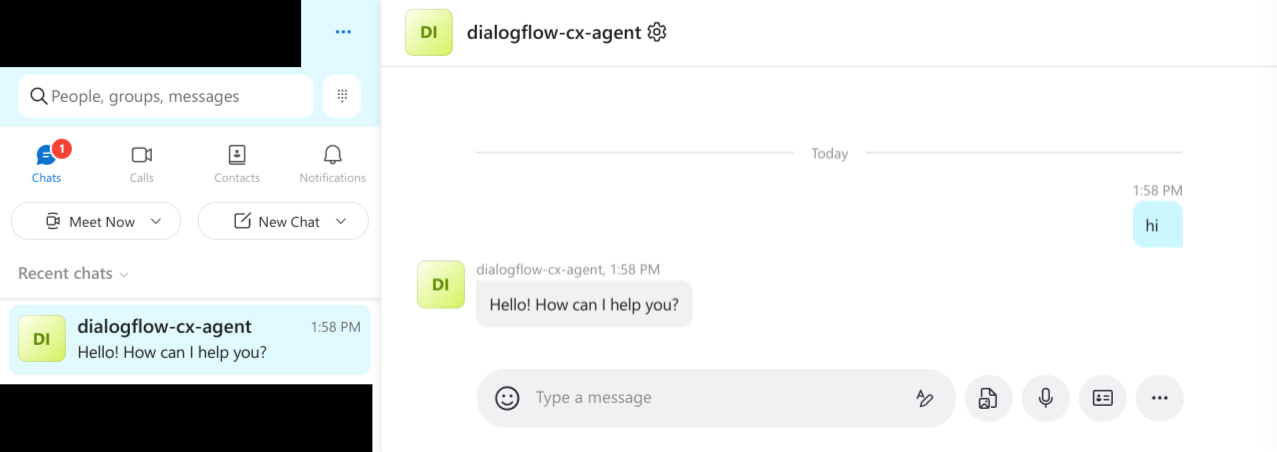 People, groups, messages
1
Chats
Calls
Contacts
Notifications
Meet Now
New Chat
Recent chats
DI
dialogflow-cx-agent
1:58 PM
Hello! How can I help you?
DI
dialogflow-cx-agent
Today
1:58 PM
hi
DI
dialogflow-cx-agent, 1:58 PM
Hello! How can I help you?
Type a message